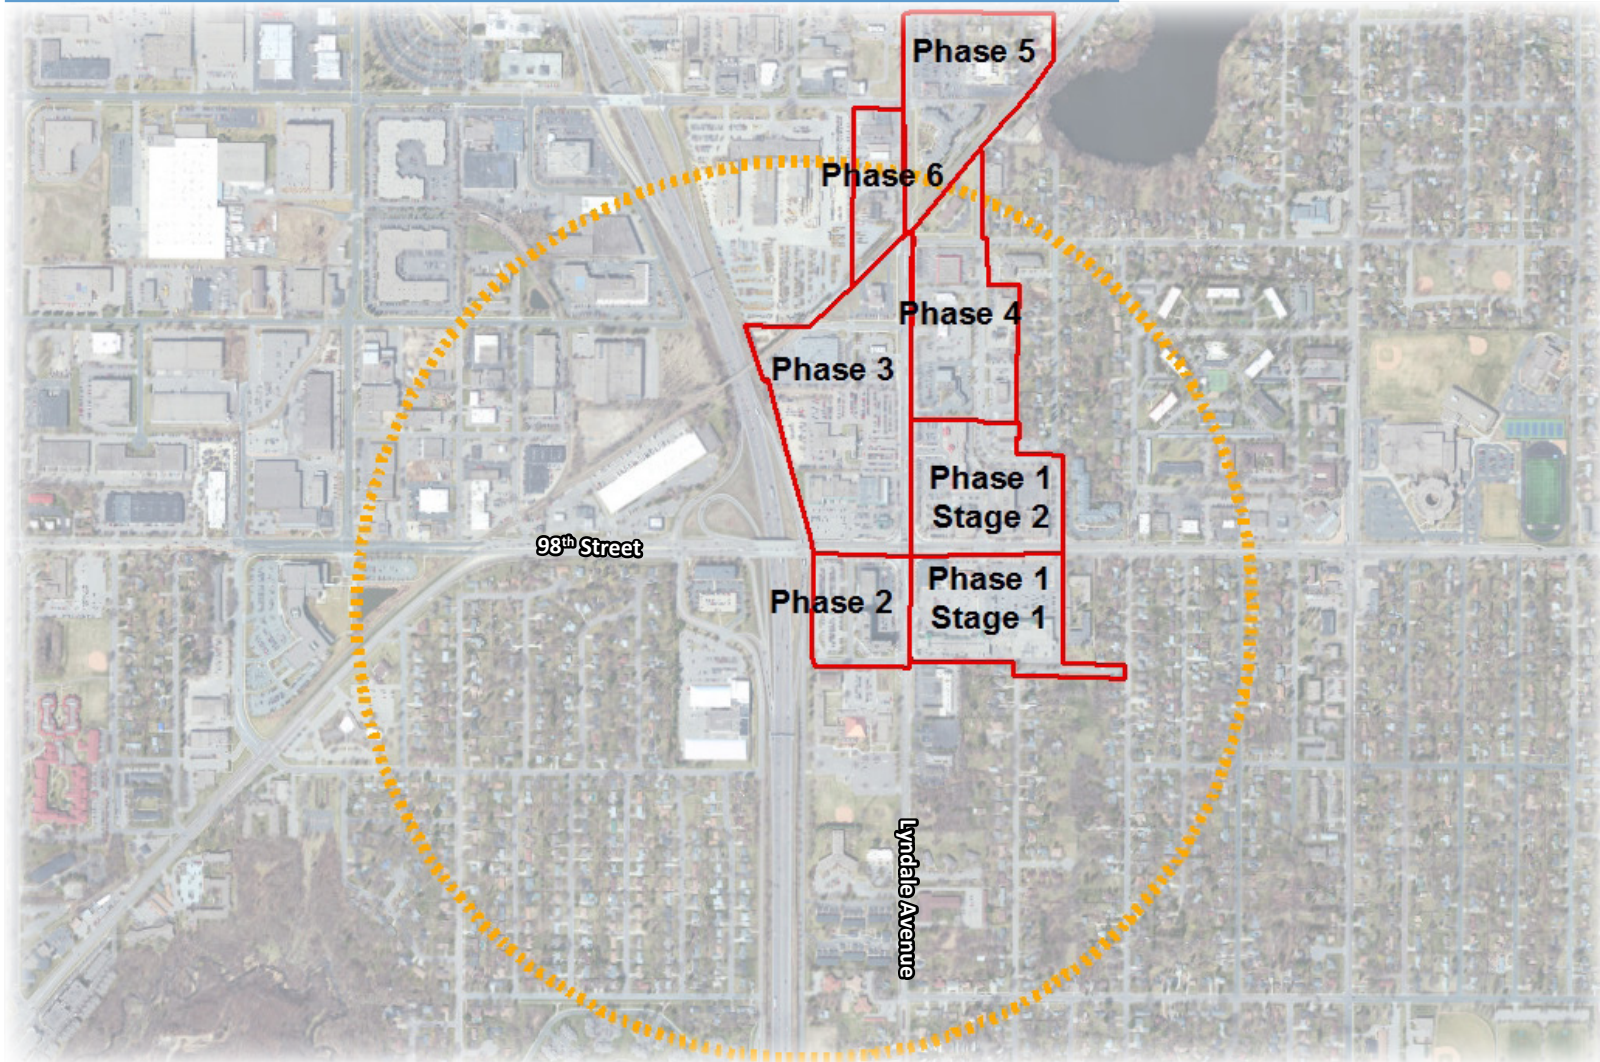 Phase 5
Phase 6
Phase 4
Phase 3
Phase 1
Stage 2
98th Street
Phase 1
Stage 1
Phase 2
Lyndale Avenue